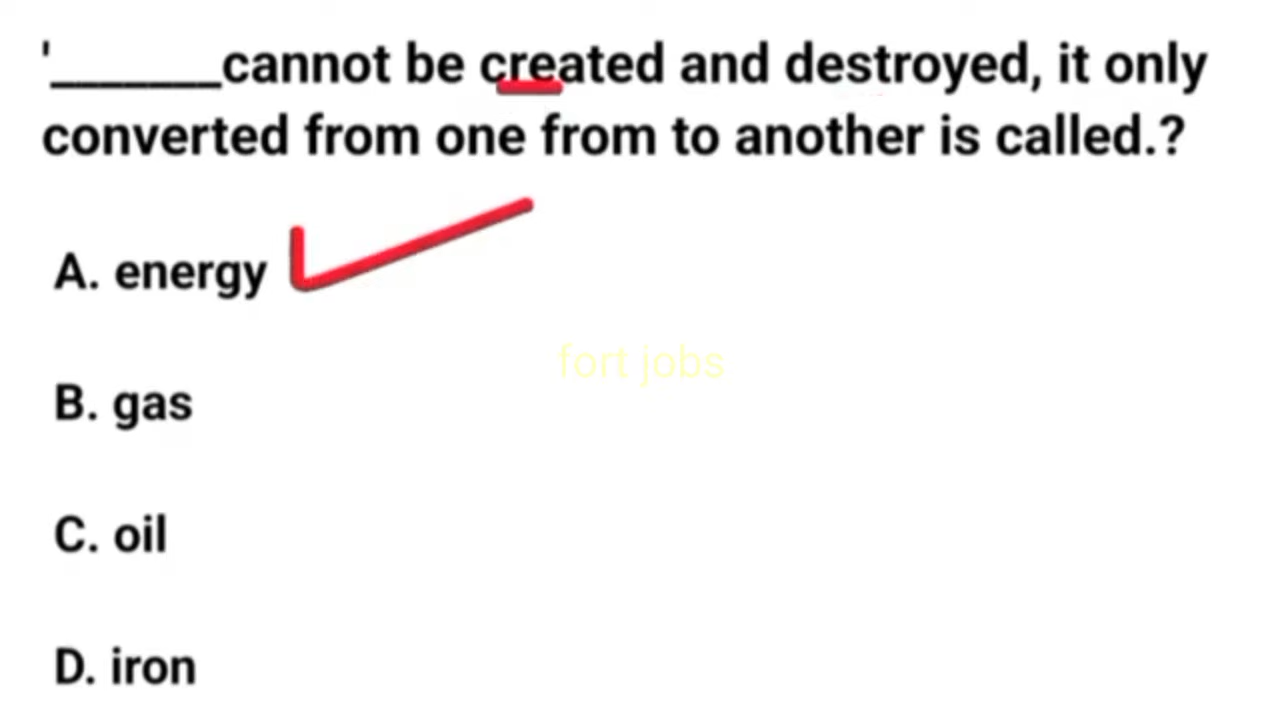 '______cannot be created and destroyed, it only
converted from one from to another is called.?
A. energy
fort jobs
B. gas
C. oil
D. iron